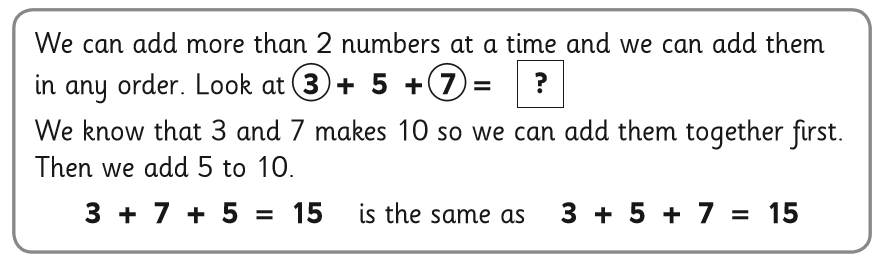 We can add more than 2 numbers at a time and we can add them
in any order. Look at 3 + 5 + 7 = ?
We know that 3 and 7 makes 10 so we can add them together first.
Then we add 5 to 10.
3 + 7 + 5 = 15 is the same as 3 + 5 + 7 = 15